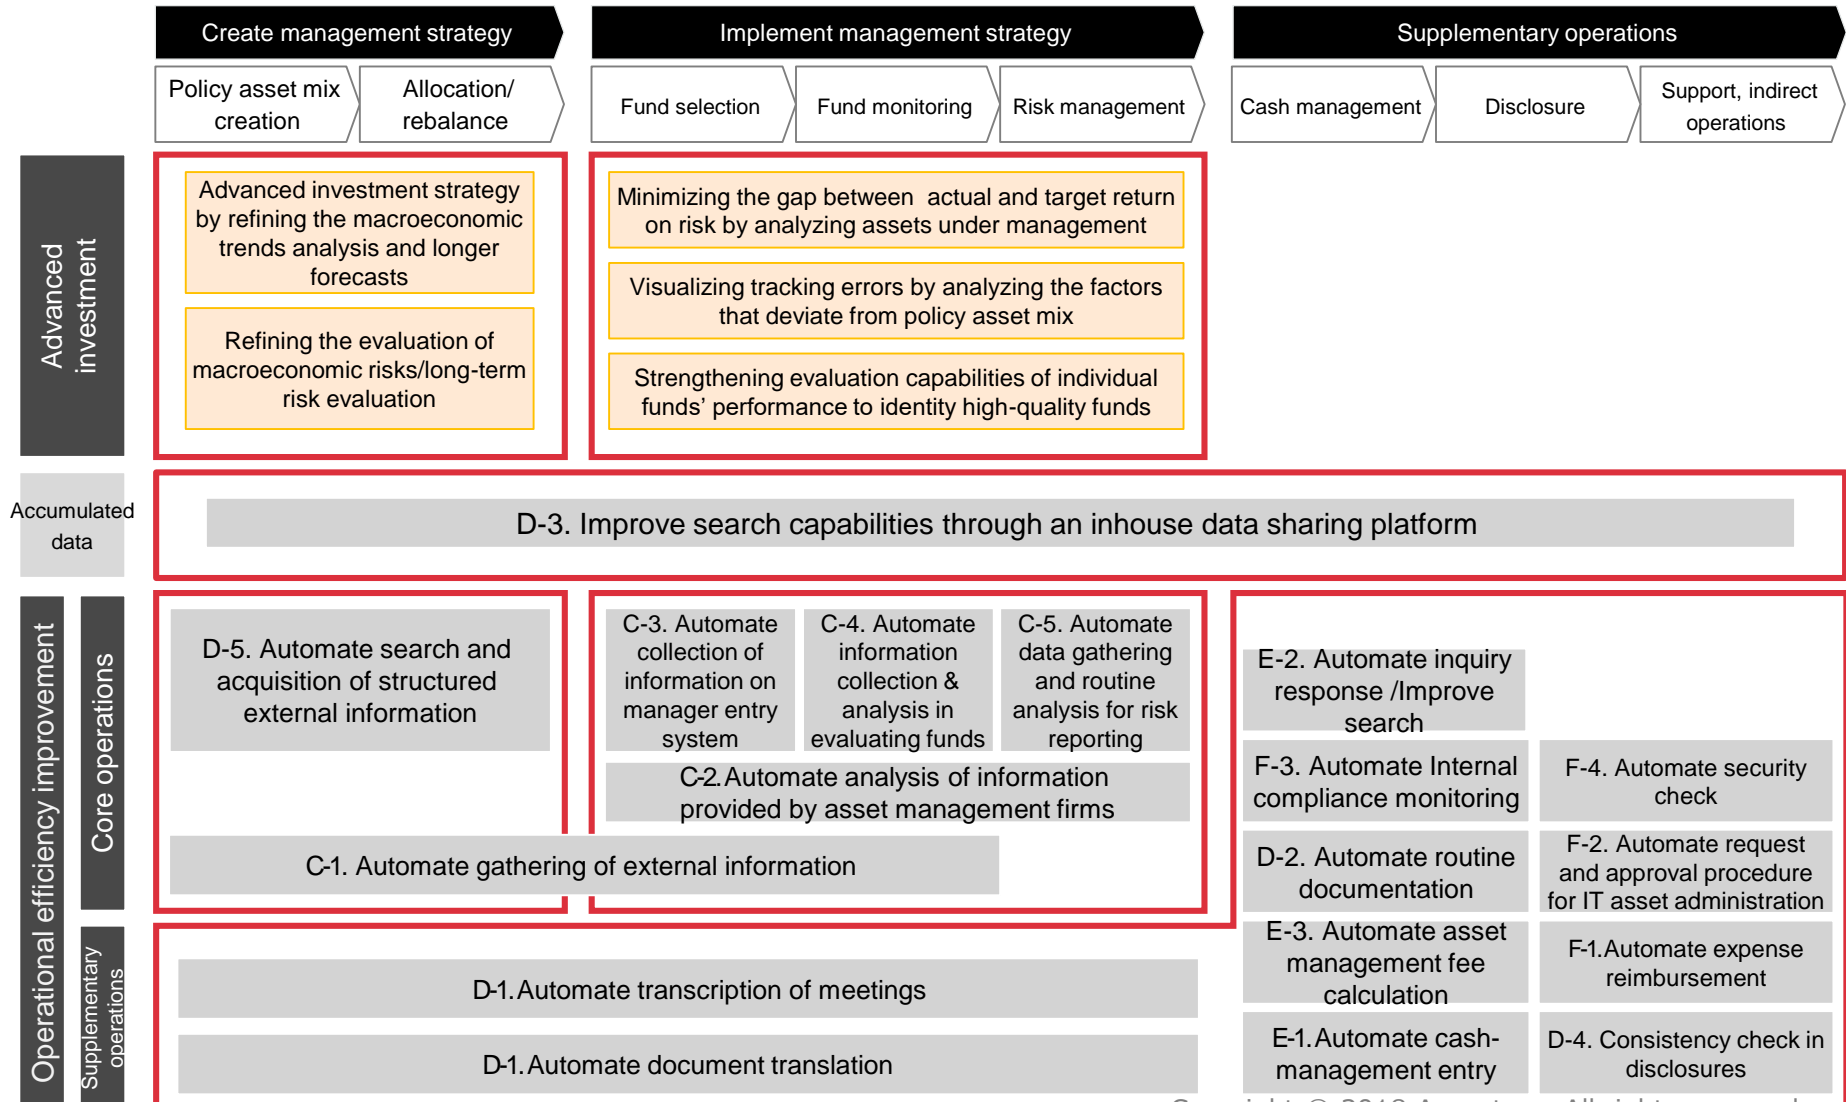 Create management strategy
Implement management strategy
Supplementary operations
Policy asset mix
creation
Allocation/
rebalance
Fund selection
Fund monitoring
Risk management
Cash management
Disclosure
Support, indirect
operations
Advanced
investment
Advanced investment strategy
by refining the macroeconomic
trends analysis and longer
forecasts
Refining the evaluation of
macroeconomic risks/long-term
risk evaluation
Minimizing the gap between actual and target return
on risk by analyzing assets under management
Visualizing tracking errors by analyzing the factors
that deviate from policy asset mix
Strengthening evaluation capabilities of individual
funds' performance to identity high-quality funds
Accumulated
data
D-3. Improve search capabilities through an inhouse data sharing platform
Operational efficiency improvement
Core operations
D-5. Automate search and
acquisition of structured
external information
C-3. Automate
collection of
information on
manager entry
system
C-4. Automate
information
collection &
analysis in
evaluating funds
C-5. Automate
data gathering
and routine
analysis for risk
reporting
C-2. Automate analysis of information
provided by asset management firms
C-1. Automate gathering of external information
E-2. Automate inquiry
response /Improve
search
F-3. Automate Internal
compliance monitoring
F-4. Automate security
check
D-2. Automate routine
documentation
F-2. Automate request
and approval procedure
for IT asset administration
E-3. Automate asset
management fee
calculation
F-1. Automate expense
reimbursement
E-1. Automate cash-
management entry
D-4. Consistency check in
disclosures
Supplementary
operations
D-1. Automate transcription of meetings
D-1. Automate document translation